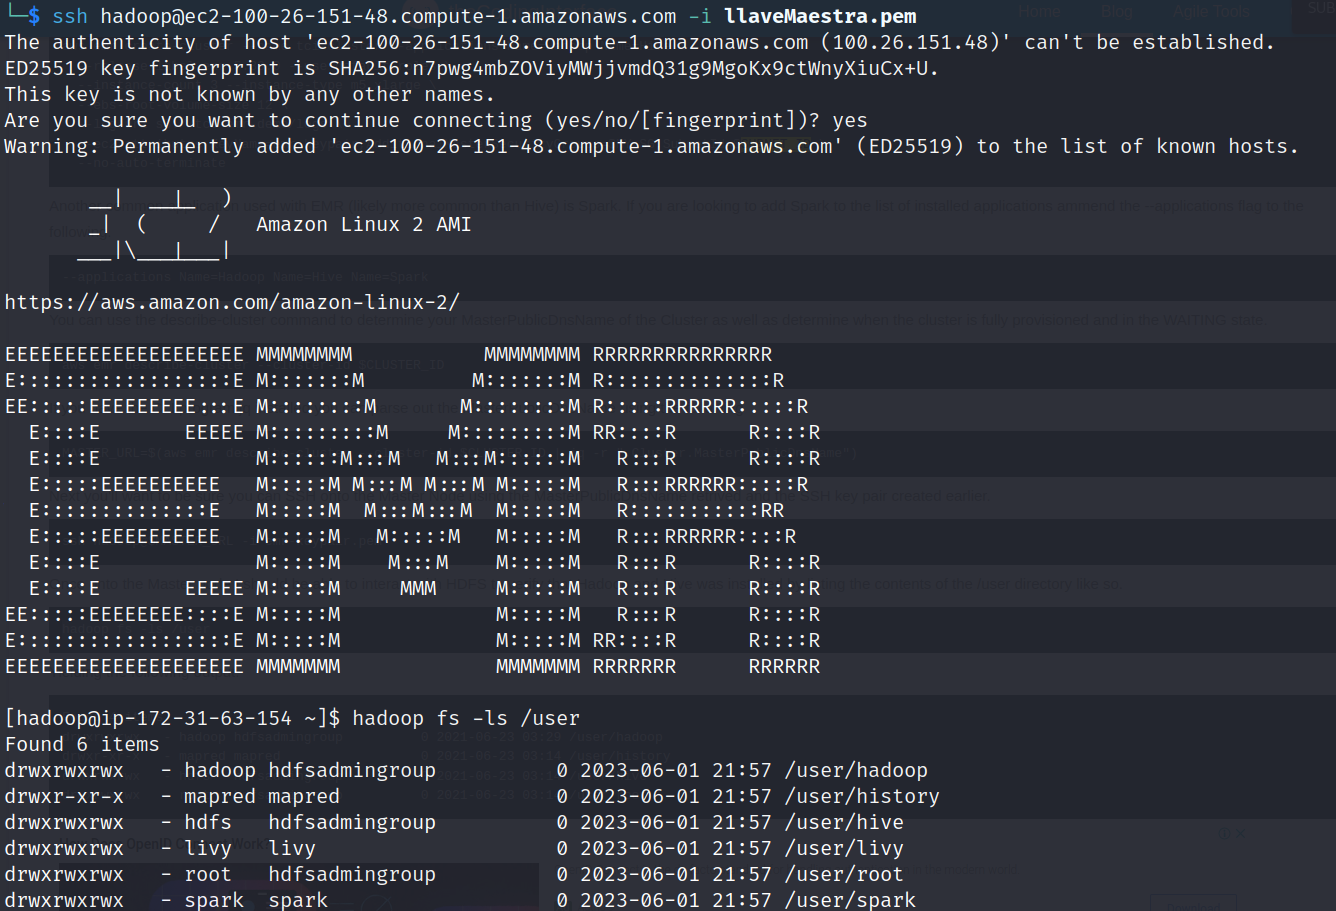 └─$ ssh hadoop@ec2-100-26-151-48.compute-1.amazonaws.com -i llaveMaestra.pem
The authenticity of host 'ec2-100-26-151-48.compute-1.amazonaws.com (100.26.151.48)' can't be established.
ED25519 key fingerprint is SHA256:n7pwg4mbZOViyMWjjvmdQ31g9MgoKx9ctWnyXiuCx+U.
This key is not known by any other names.
Are you sure you want to continue connecting (yes/no/[fingerprint])? yes
Warning: Permanently added 'ec2-100-26-151-48.compute-1.amazonaws.com' (ED25519) to the list of known hosts.
       __|  __|_  )
       _|  (     /   Amazon Linux 2 AMI
      ___|\___|___|
https://aws.amazon.com/amazon-linux-2/
EEEEEEEEEEEEEEEEEEEE MMMMMMMM           MMMMMMMM RRRRRRRRRRRRRRR
E::::::::::::::::::E M:::::::M         M:::::::M R::::::::::::::R
EE:::::EEEEEEEEE:::E M::::::::M       M::::::::M R:::::RRRRRR:::::R
  E::::E       EEEEE M:::::::::M     M:::::::::M RR::::R      R::::R
  E::::E             M::::::M:::M   M:::M::::::M   R:::R      R::::R
  E:::::EEEEEEEEEE   M:::::M M:::M M:::M M:::::M   R:::RRRRRR:::::R
  E::::::::::::::E   M:::::M  M:::M:::M  M:::::M   R:::::::::::RR
  E:::::EEEEEEEEEE   M:::::M   M:::::M   M:::::M   R:::RRRRRR::::R
  E::::E             M:::::M    M:::M    M:::::M   R:::R      R::::R
  E::::E       EEEEE M:::::M     MMM     M:::::M   R:::R      R::::R
EE:::::EEEEEEEE::::E M:::::M             M:::::M   R:::R      R::::R
E::::::::::::::::::E M:::::M             M:::::M RR::::R      R::::R
EEEEEEEEEEEEEEEEEEEE MMMMMMM             MMMMMMM RRRRRRR      RRRRRR
[hadoop@ip-172-31-63-154 ~]$ hadoop fs -ls /user
Found 6 items
drwxrwxrwx   - hadoop hdfsadmingroup          0 2023-06-01 21:57 /user/hadoop
drwxr-xr-x   - mapred mapred                  0 2023-06-01 21:57 /user/history
drwxrwxrwx   - hdfs   hdfsadmingroup          0 2023-06-01 21:57 /user/hive
drwxrwxrwx   - livy   livy                    0 2023-06-01 21:57 /user/livy
drwxrwxrwx   - root   hdfsadmingroup          0 2023-06-01 21:57 /user/root
drwxrwxrwx   - spark  spark                   0 2023-06-01 21:57 /user/spark